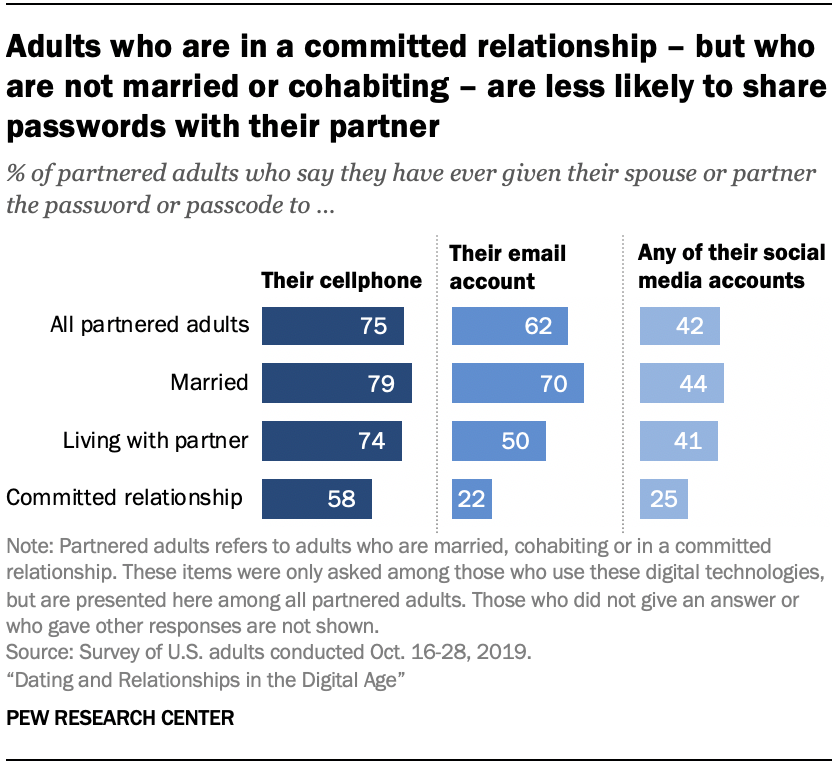 Adults who are in a committed relationship – but who
are not married or cohabiting – are less likely to share
passwords with their partner
% of partnered adults who say they have ever given their spouse or partner
the password or passcode to ...
Their cellphone
Their email
account
Any of their social
media accounts
All partnered adults 75 62 42
Married 79 70 44
Living with partner 74 50 41
Committed relationship 58 22 25
Note: Partnered adults refers to adults who are married, cohabiting or in a committed
relationship. These items were only asked among those who use these digital technologies,
but are presented here among all partnered adults. Those who did not give an answer or
who gave other responses are not shown.
Source: Survey of U.S. adults conducted Oct. 16-28, 2019.
“Dating and Relationships in the Digital Age”
PEW RESEARCH CENTER